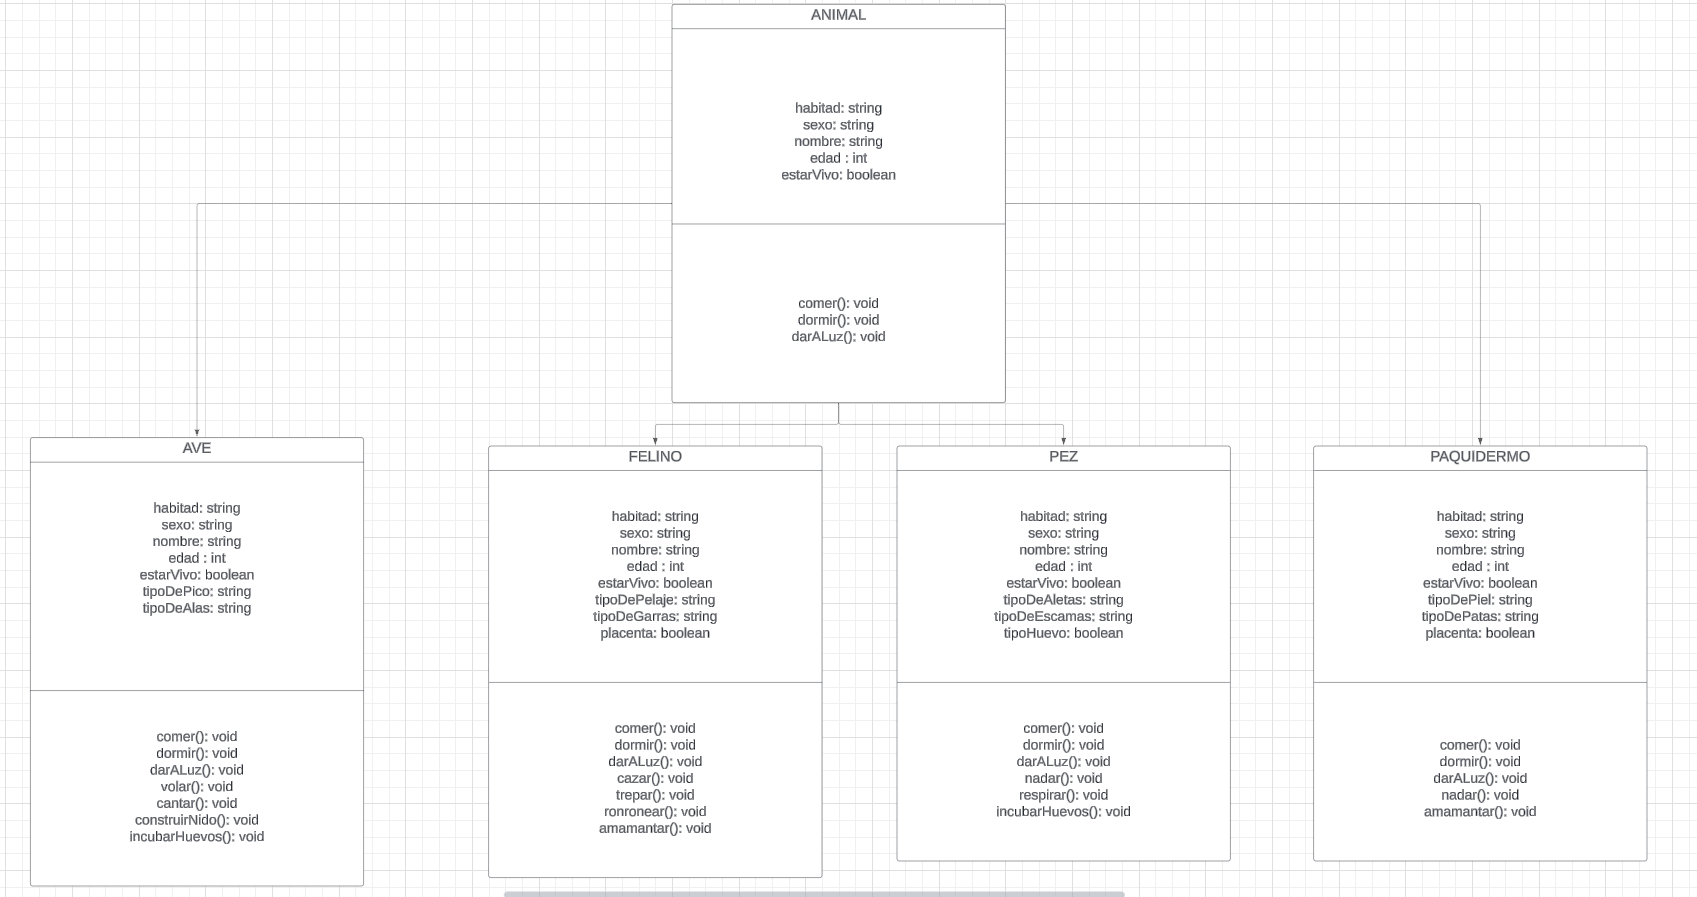 ANIMAL
habitad: string
sexo: string
nombre: string
edad : int
estarVivo: boolean
comer(): void
dormir(): void
darALuz(): void
AVE
habitad: string
sexo: string
nombre: string
edad : int
estarVivo: boolean
tipoDePico: string
tipoDeAlas: string
comer(): void
dormir(): void
darALuz(): void
volar(): void
cantar(): void
construirNido(): void
incubarHuevos(): void
FELINO
habitad: string
sexo: string
nombre: string
edad : int
estarVivo: boolean
tipoDePelaje: string
tipoDeGarras: string
placenta: boolean
comer(): void
dormir(): void
darALuz(): void
cazar(): void
trepar(): void
ronronear(): void
amamantar(): void
PEZ
habitad: string
sexo: string
nombre: string
edad : int
estarVivo: boolean
tipoDeAletas: string
tipoDeEscamas: string
tipoHuevo: boolean
comer(): void
dormir(): void
darALuz(): void
nadar(): void
respirar(): void
incubarHuevos(): void
PAQUIDERMO
habitad: string
sexo: string
nombre: string
edad : int
estarVivo: boolean
tipoDePiel: string
tipoDePatas: string
placenta: boolean
comer(): void
dormir(): void
darALuz(): void
nadar(): void
amamantar(): void